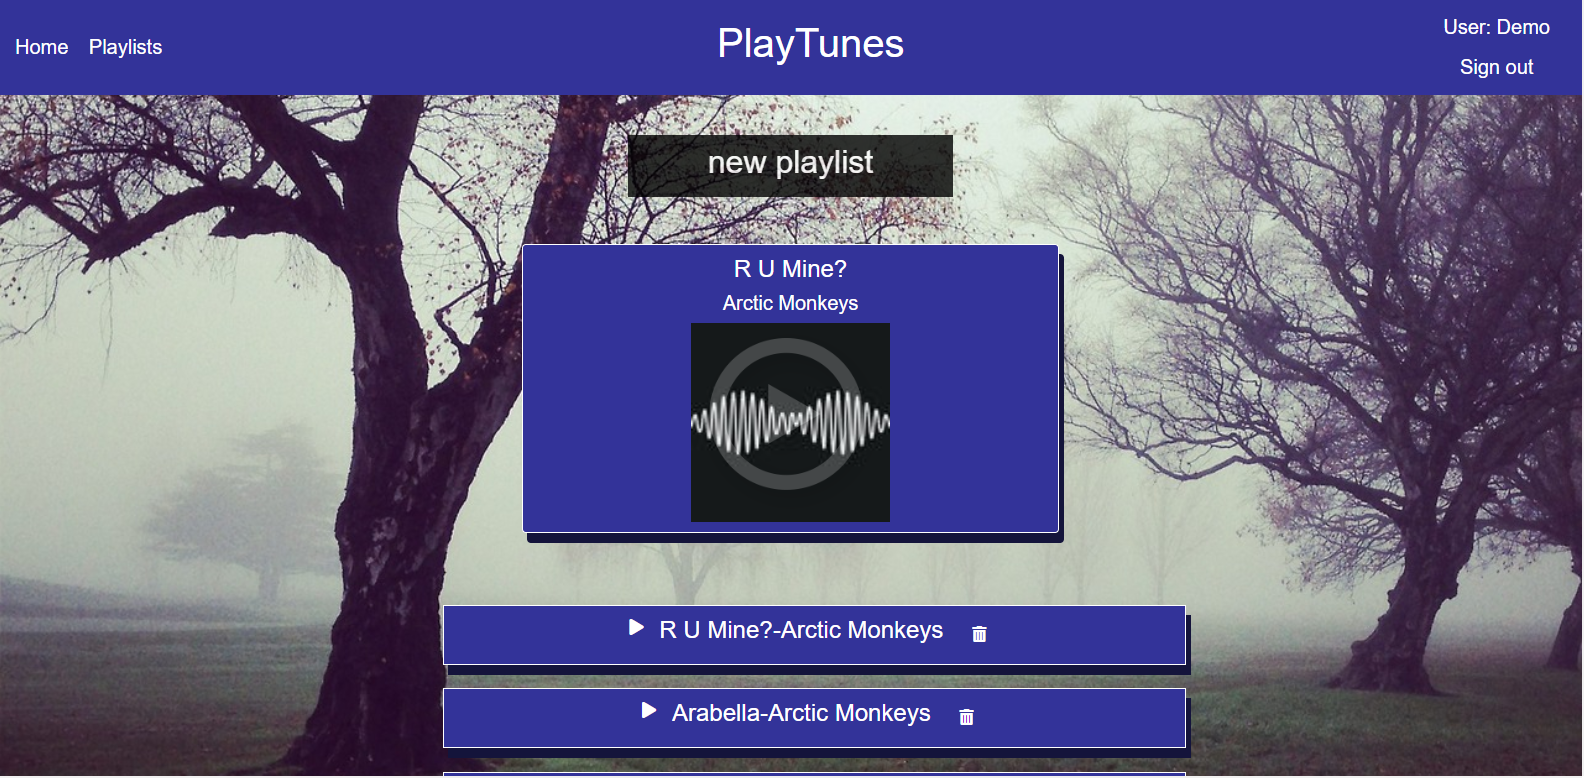 Home Playlists
PlayTunes
User: Demo
Sign out
new playlist
R U Mine?
Arctic Monkeys
R U Mine?-Arctic Monkeys
Arabella-Arctic Monkeys